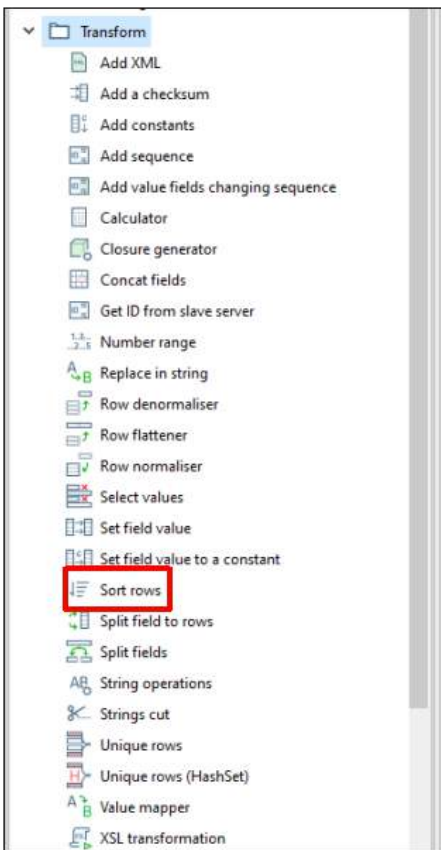 Transform
Add XML
Add a checksum
Add constants
Add sequence
Add value fields changing sequence
Calculator
Closure generator
Concat fields
Get ID from slave server
Number range
Replace in string
Row denormaliser
Row flattener
Row normaliser
Select values
Set field value
Set field value to a constant
Sort rows
Split field to rows
Split fields
String operations
Strings cut
Unique rows
Unique rows (HashSet)
Value mapper
XSL transformation